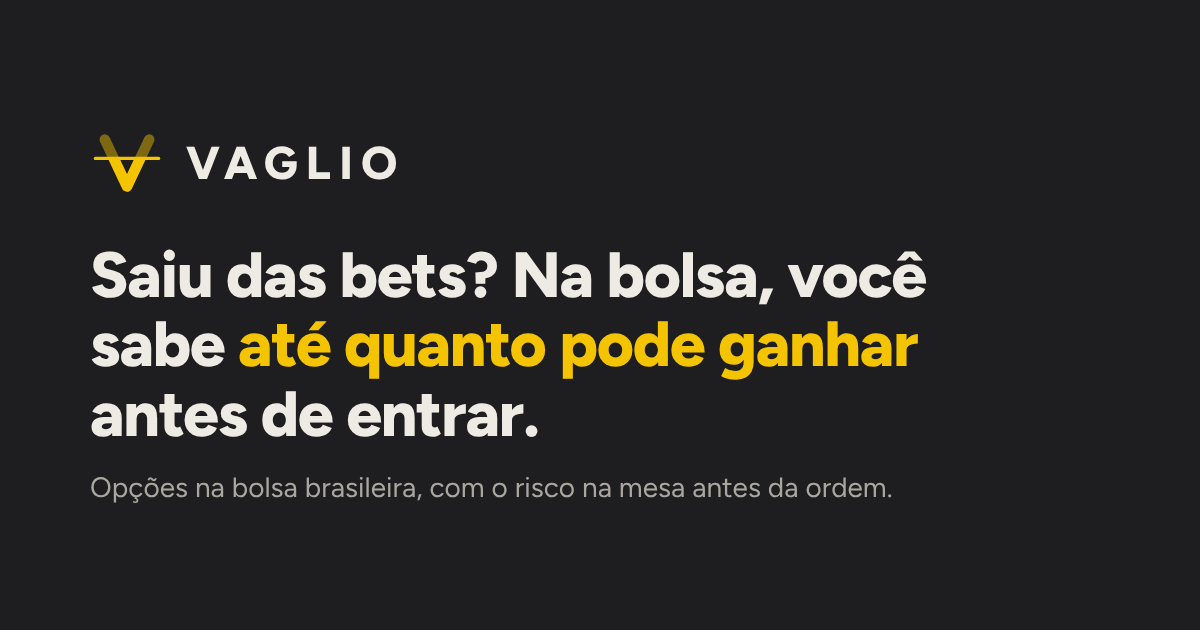 VAGLIO
Saiu das bets? Na bolsa, você
sabe até quanto pode ganhar
antes de entrar.
Opções na bolsa brasileira, com o risco na mesa antes da ordem.